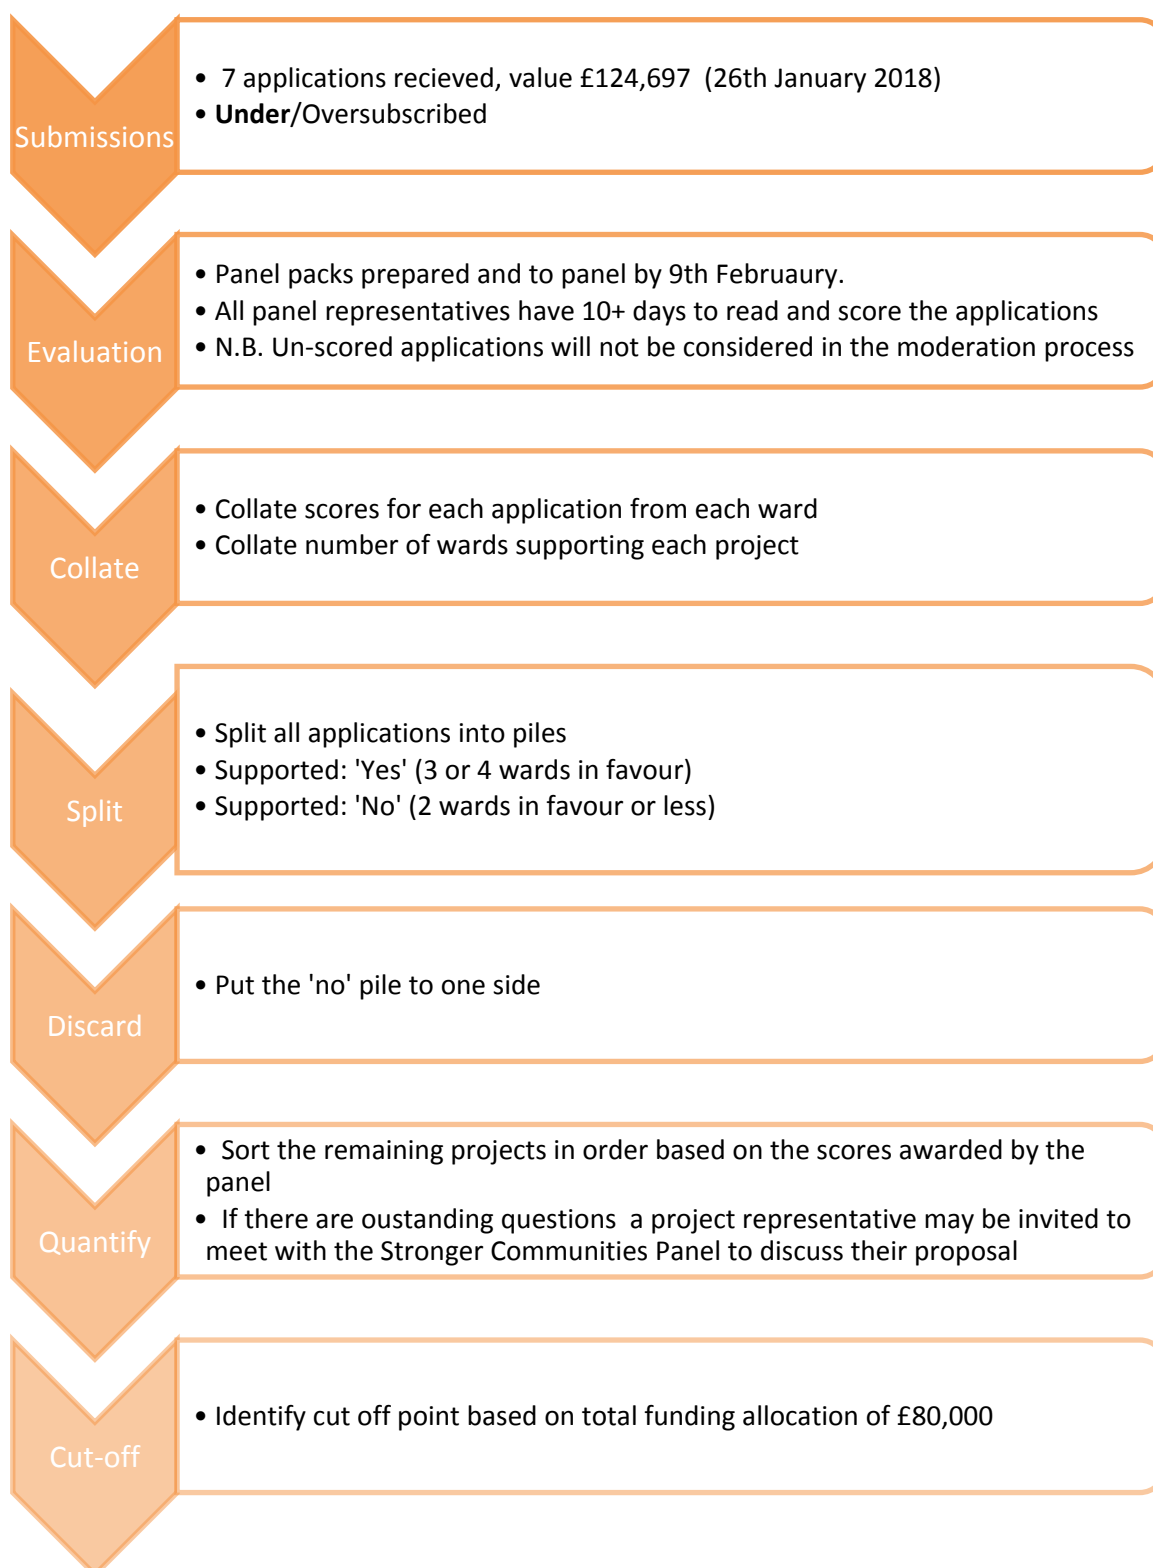 Submissions
• 7 applications recieved, value £124,697 (26th January 2018)
• Under/Oversubscribed
Evaluation
• Panel packs prepared and to panel by 9th Februaury.
• All panel representatives have 10+ days to read and score the applications
• N.B. Un-scored applications will not be considered in the moderation process
Collate
• Collate scores for each application from each ward
• Collate number of wards supporting each project
Split
• Split all applications into piles
• Supported: 'Yes' (3 or 4 wards in favour)
• Supported: 'No' (2 wards in favour or less)
Discard
• Put the 'no' pile to one side
Quantify
• Sort the remaining projects in order based on the scores awarded by the
panel
• If there are oustanding questions a project representative may be invited to
meet with the Stronger Communities Panel to discuss their proposal
Cut-off
• Identify cut off point based on total funding allocation of £80,000